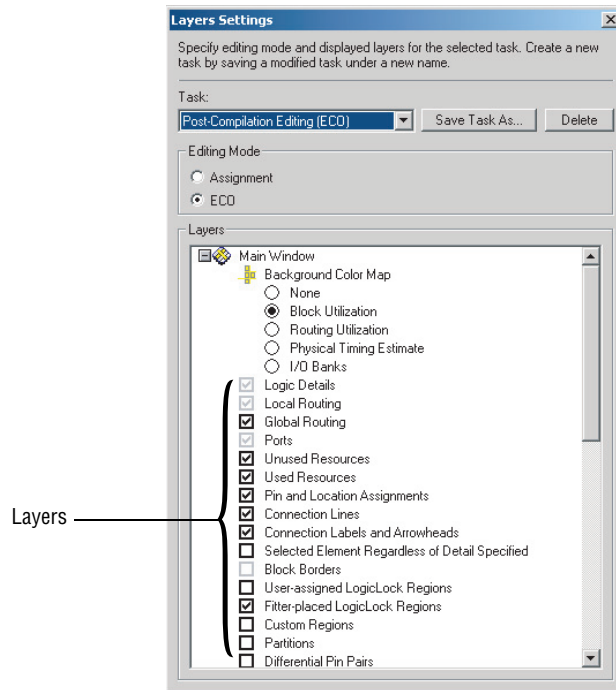 Layers Settings
Specify editing mode and displayed layers for the selected task. Create a new
task by saving a modified task under a new name.
Task:
Post-Compilation Editing (ECO)
Save Task As...
Delete
Editing Mode
Assignment
ECO
Layers
Main Window
Background Color Map
None
Block Utilization
Routing Utilization
Physical Timing Estimate
I/O Banks
Logic Details
Local Routing
Global Routing
Ports
Unused Resources
Used Resources
Pin and Location Assignments
Layers
Connection Lines
Connection Labels and Arrowheads
Selected Element Regardless of Detail Specified
Block Borders
User-assigned LogicLock Regions
Fitter-placed LogicLock Regions
Custom Regions
Partitions
Differential Pin Pairs